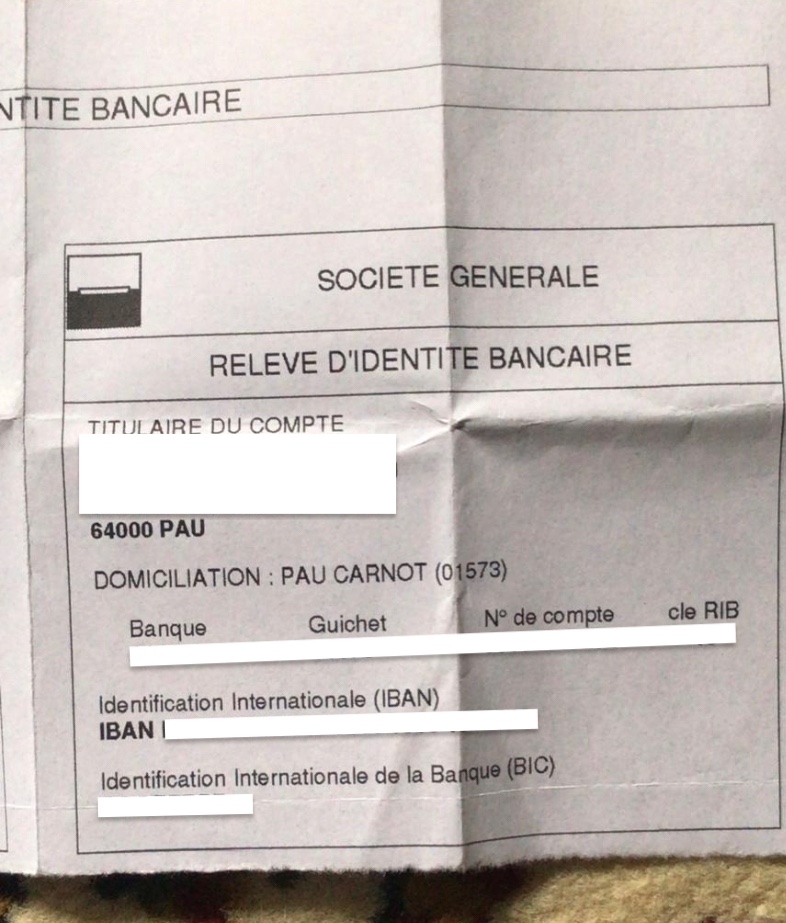 NTITE BANCAIRE
SOCIETE GENERALE
RELEVE D'IDENTITE BANCAIRE
TITULAIRE DU COMPTE
64000 PAU
DOMICILIATION : PAU CARNOT (01573)
Banque Guichet N° de compte cle RIB
Identification Internationale (IBAN)
IBAN
Identification Internationale de la Banque (BIC)